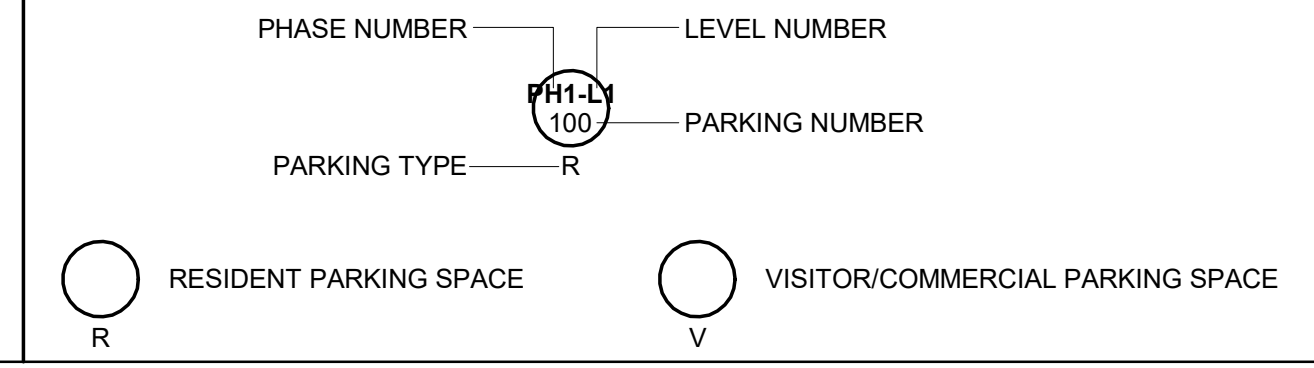 PHASE NUMBER
LEVEL NUMBER
PH1-L1
100
PARKING NUMBER
PARKING TYPE
R
RESIDENT PARKING SPACE
R
VISITOR/COMMERCIAL PARKING SPACE
V